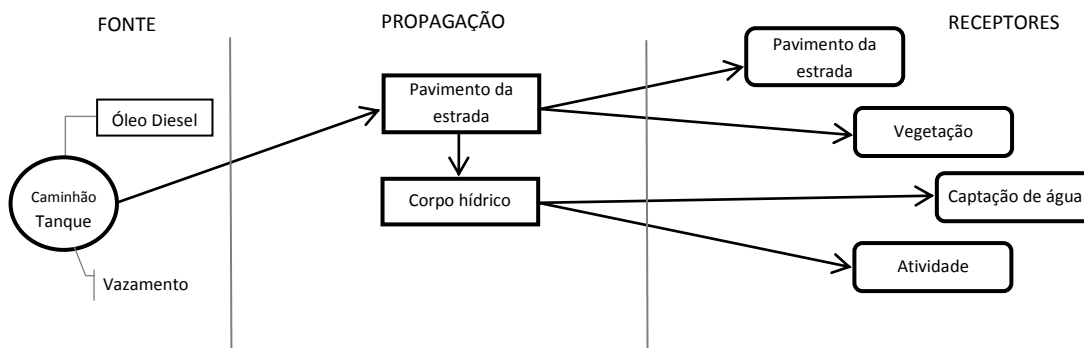 FONTE
PROPAGAÇÃO
RECEPTORES
Óleo Diesel
Caminhão
Tanque
Vazamento
Pavimento da
estrada
Corpo hídrico
Pavimento da
estrada
Vegetação
Captação de água
Atividade